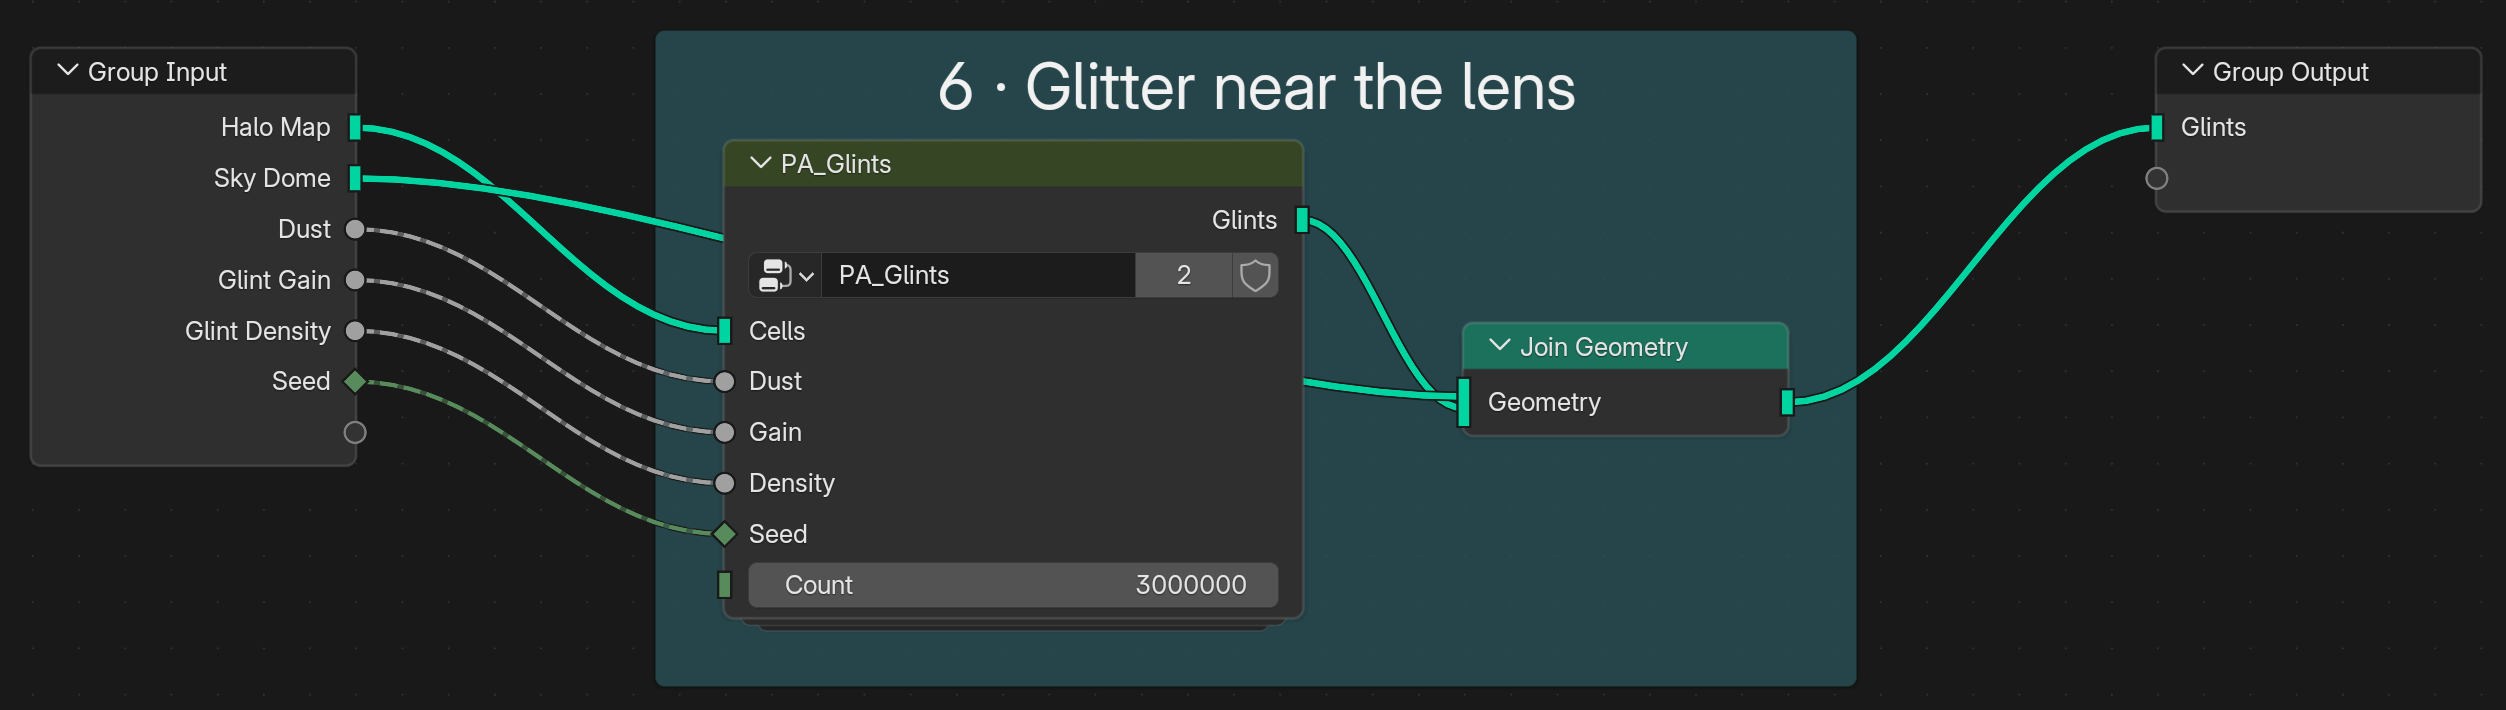 Group Input
Halo Map
Sky Dome
Dust
Glint Gain
Glint Density
Seed
6 · Glitter near the lens
PA_Glints
Glints
PA_Glints 2
Cells
Dust
Gain
Density
Seed
Count 3000000
Join Geometry
Geometry
Group Output
Glints